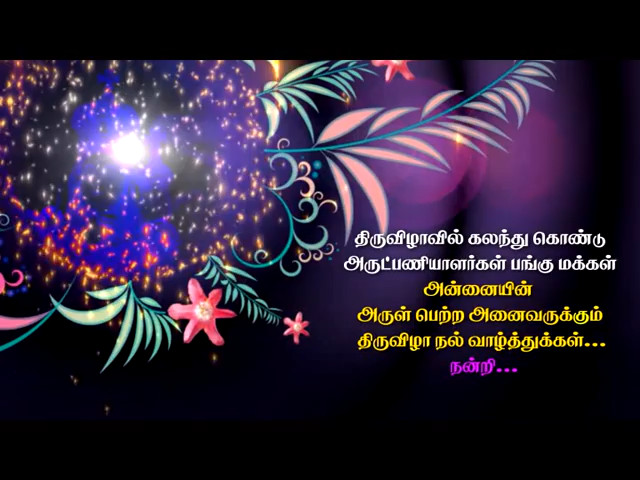 திருவிழாவில் கலந்து கொண்டு
அருட்பணியாளர்கள் பங்கு மக்கள்
அன்னையின்
அருள் பெற்ற அனைவருக்கும்
திருவிழா நல் வாழ்த்துக்கள்...
நன்றி...